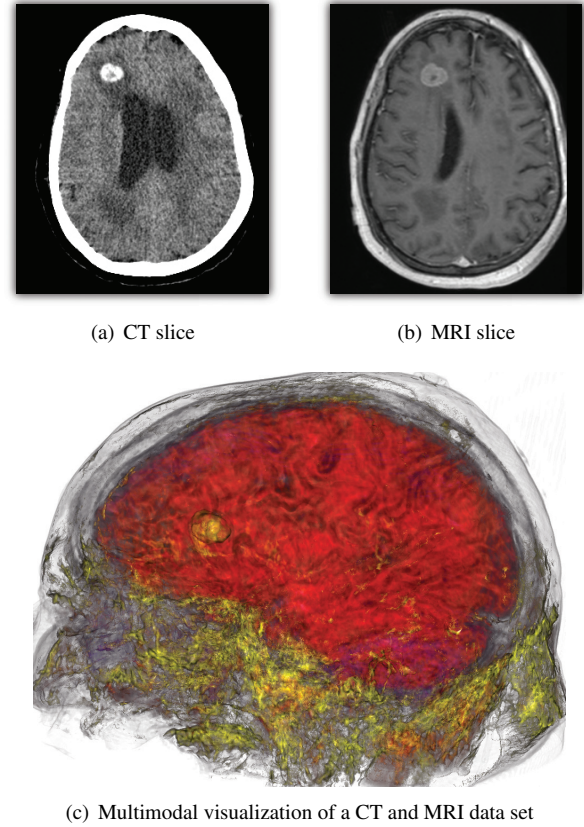 (a) CT slice
(b) MRI slice
(c) Multimodal visualization of a CT and MRI data set